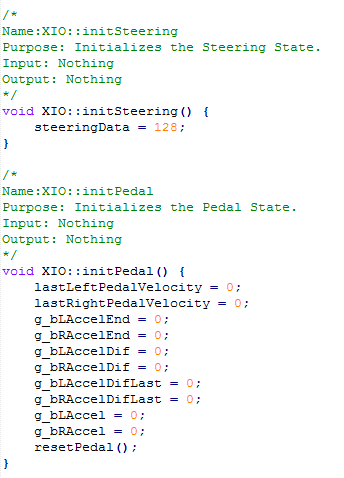 /*
Name:XIO::initSteering
Purpose: Initializes the Steering State.
Input: Nothing
Output: Nothing
*/
void XIO::initSteering() {
    steeringData = 128;
}

/*
Name:XIO::initPedal
Purpose: Initializes the Pedal State.
Input: Nothing
Output: Nothing
*/
void XIO::initPedal() {
    lastLeftPedalVelocity = 0;
    lastRightPedalVelocity = 0;
    g_bLAccelEnd = 0;
    g_bRAccelEnd = 0;
    g_bLAccelDif = 0;
    g_bRAccelDif = 0;
    g_bLAccelDifLast = 0;
    g_bRAccelDifLast = 0;
    g_bLAccel = 0;
    g_bRAccel = 0;
    resetPedal();
}